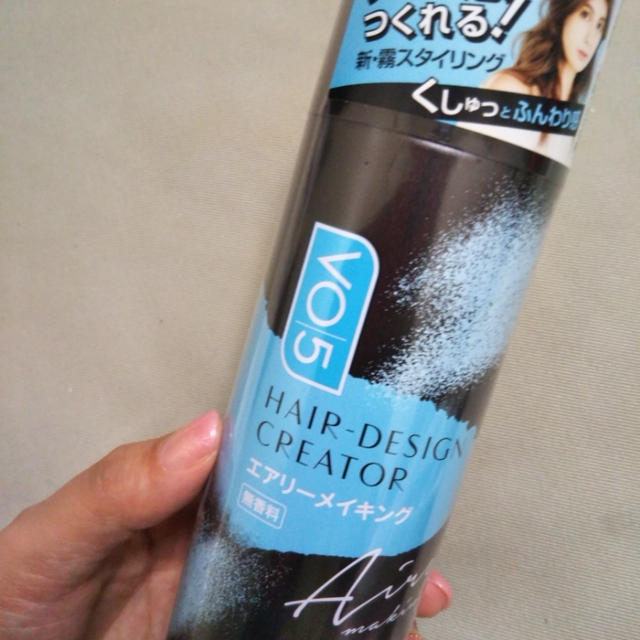 つくれる!
新・霧スタイリング
くしゅっとふんわり
VO5
HAIR-DESIGN
CREATOR
エアリーメイキング
無香料